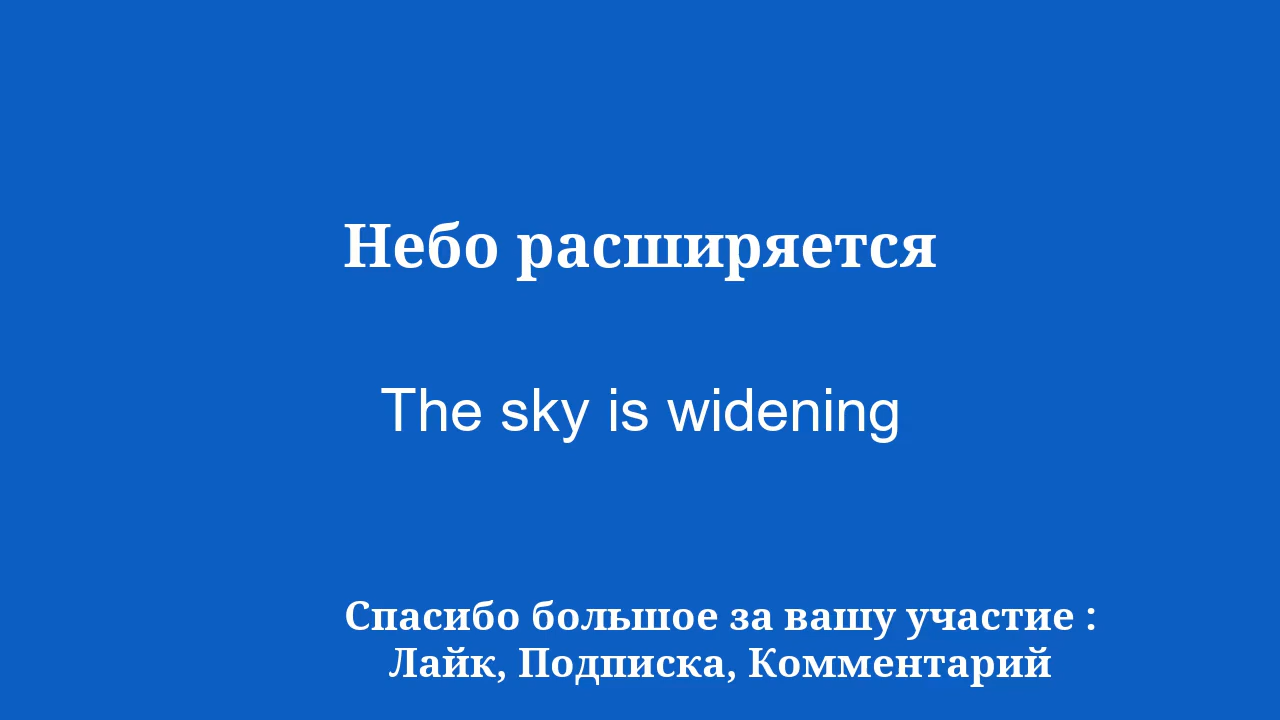 Небо расширяется
The sky is widening
Спасибо большое за вашу участие :
Лайк, Подписка, Комментарий